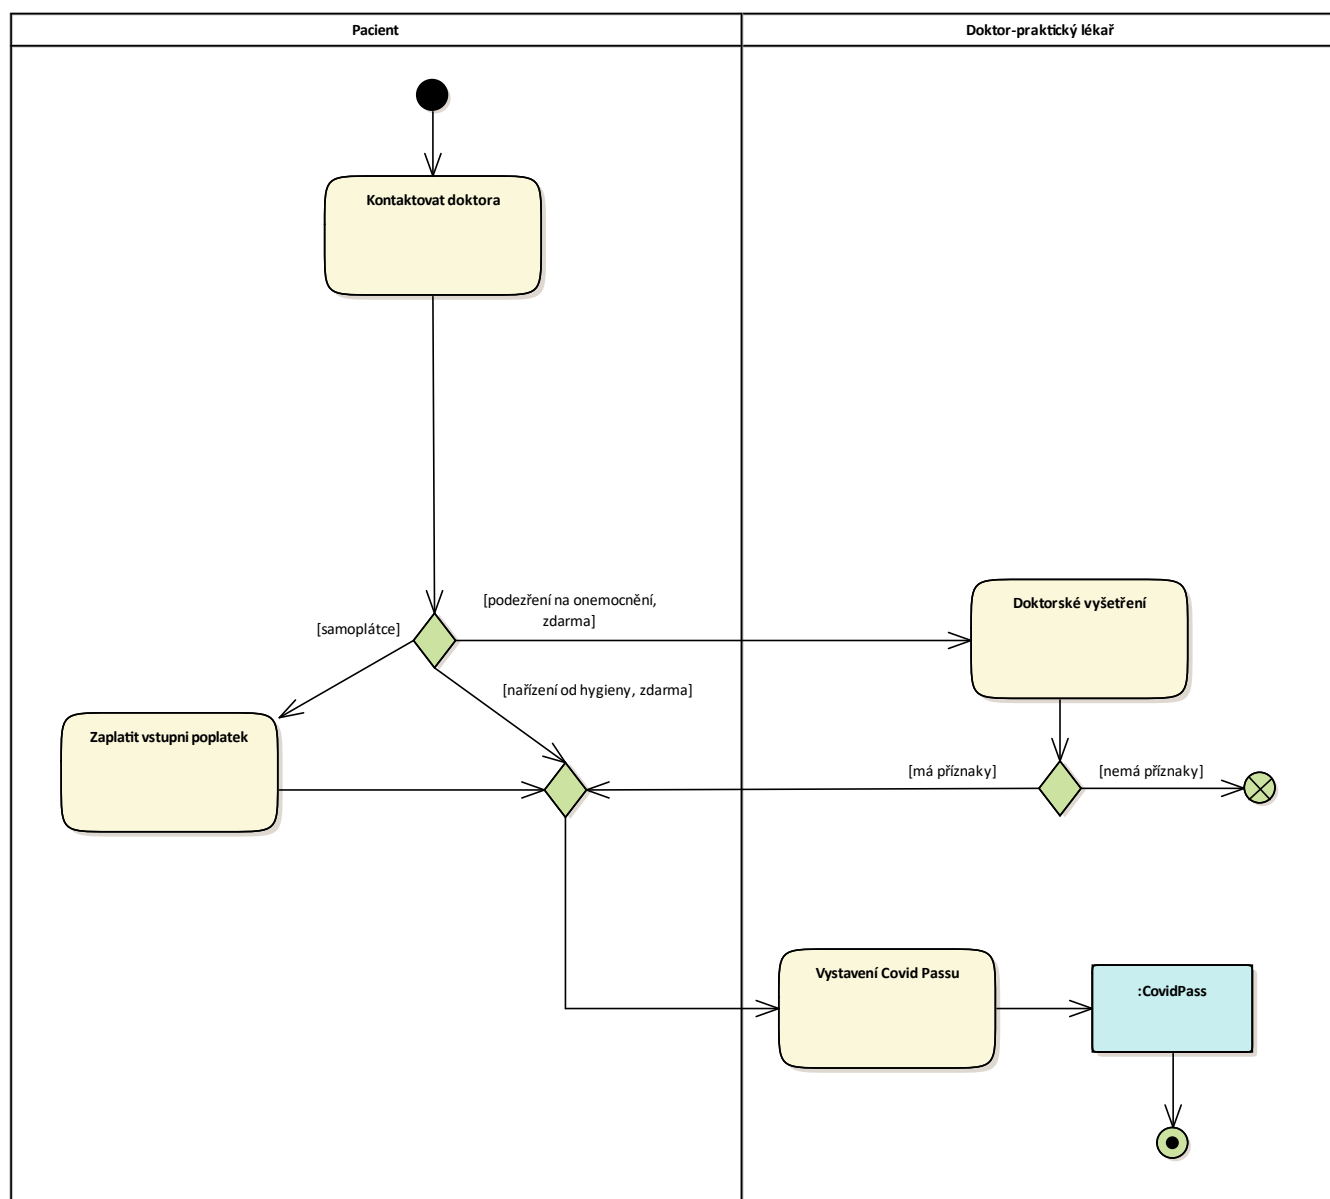 Pacient
Doktor-praktický lékař
Kontaktovat doktora
[podezření na onemocnění,
zdarma]
[samoplátce]
Doktorské vyšetření
[nařízení od hygieny, zdarma]
Zaplatit vstupni poplatek
[má příznaky]
[nemá příznaky]
Vystavení Covid Passu
:CovidPass